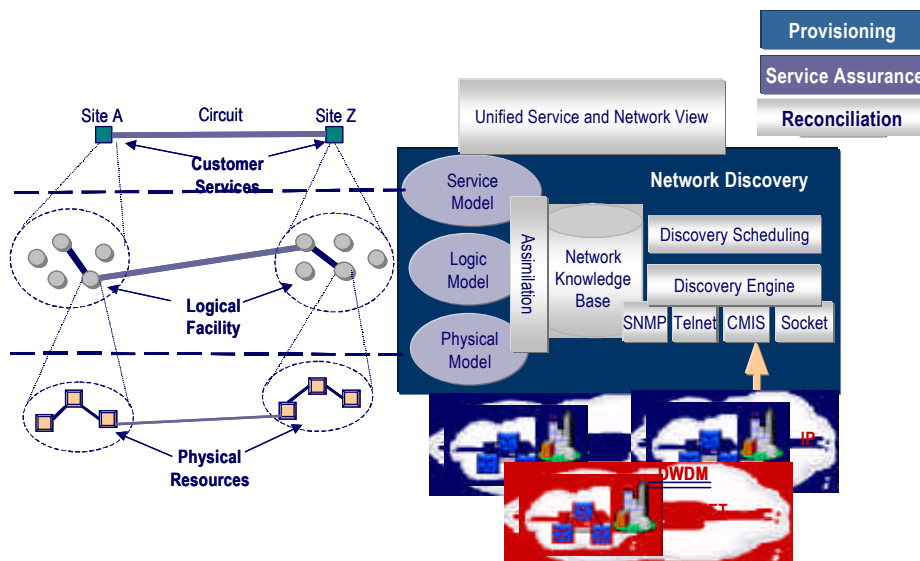 Provisioning
Service Assurance
Reconciliation
Site A
Circuit
Site Z
Customer
Services
Logical
Facility
Physical
Resources
Unified Service and Network View
Network Discovery
Service
Model
Logic
Model
Physical
Model
Assimilation
Network
Knowledge
Base
Discovery Scheduling
Discovery Engine
SNMP
Telnet
CMIS
Socket
IP
DWDM